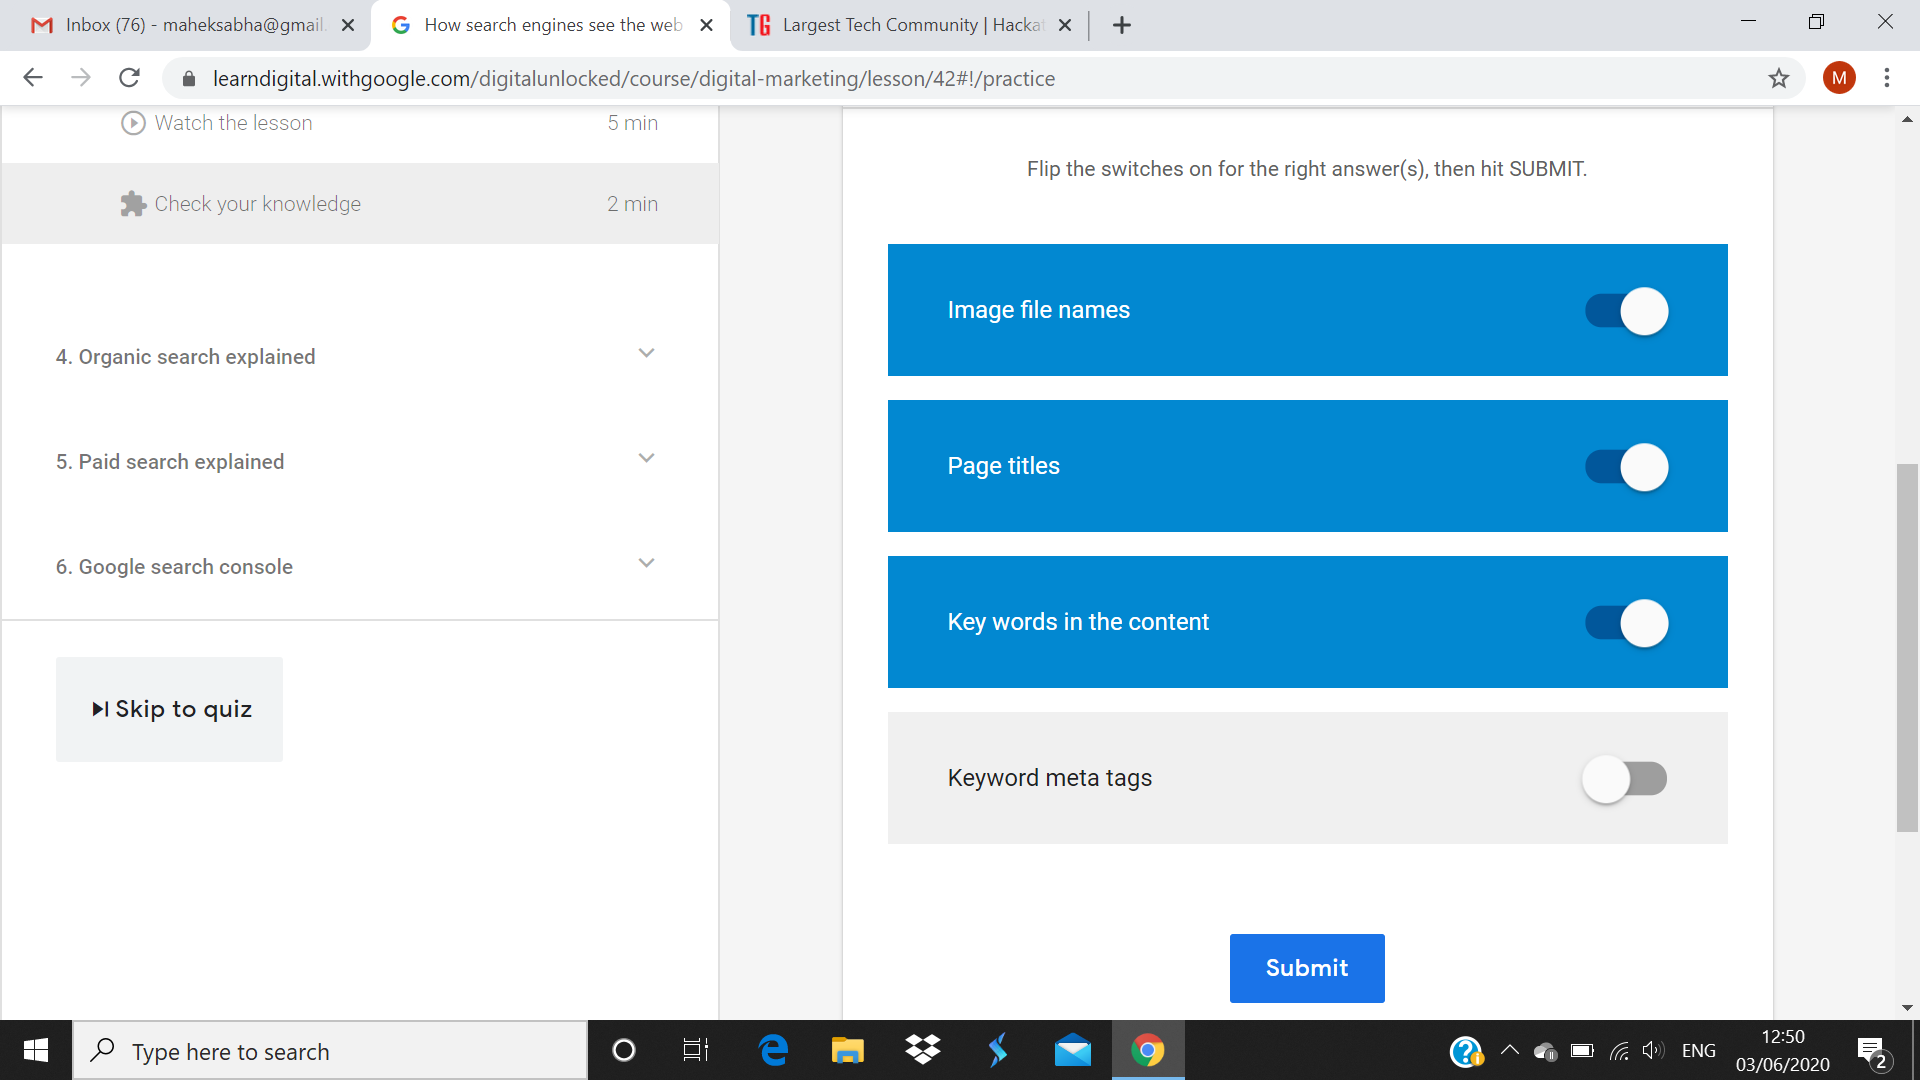 Inbox (76) - maheksabha@gmail.
How search engines see the web
TG Largest Tech Community | Hackat
learndigital.withgoogle.com/digitalunlocked/course/digital-marketing/lesson/42#!/practice
M
Watch the lesson 5 min
Check your knowledge 2 min
4. Organic search explained
5. Paid search explained
6. Google search console
Skip to quiz
Flip the switches on for the right answer(s), then hit SUBMIT.
Image file names
Page titles
Key words in the content
Keyword meta tags
Submit
Type here to search
ENG
12:50
03/06/2020
2